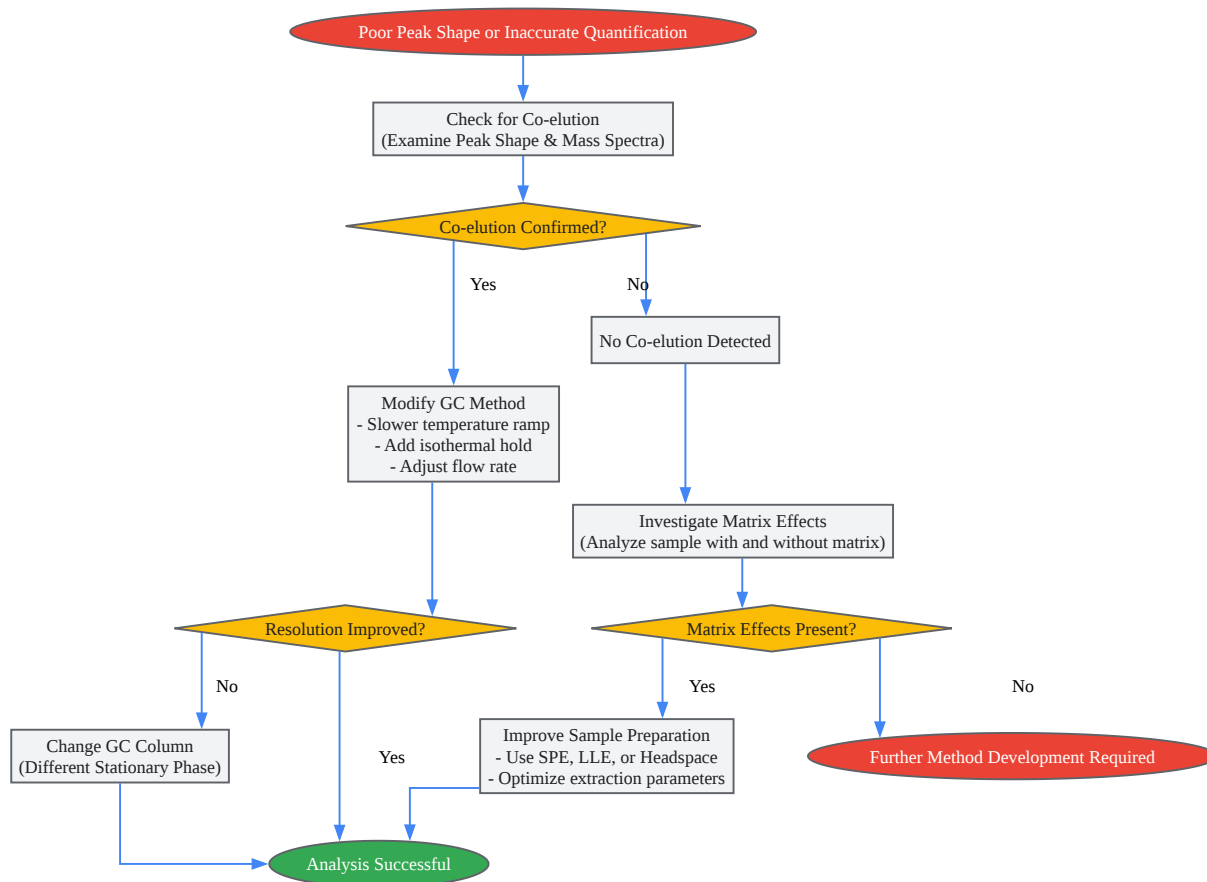 Poor Peak Shape or Inaccurate Quantification
Check for Co-elution
(Examine Peak Shape & Mass Spectra)
Co-elution Confirmed?
Yes
No
No Co-elution Detected
Modify GC Method
- Slower temperature ramp
- Add isothermal hold
- Adjust flow rate
Investigate Matrix Effects
(Analyze sample with and without matrix)
Resolution Improved?
Matrix Effects Present?
No
Yes
No
Change GC Column
(Different Stationary Phase)
Yes
Improve Sample Preparation
- Use SPE, LLE, or Headspace
- Optimize extraction parameters
Further Method Development Required
Analysis Successful